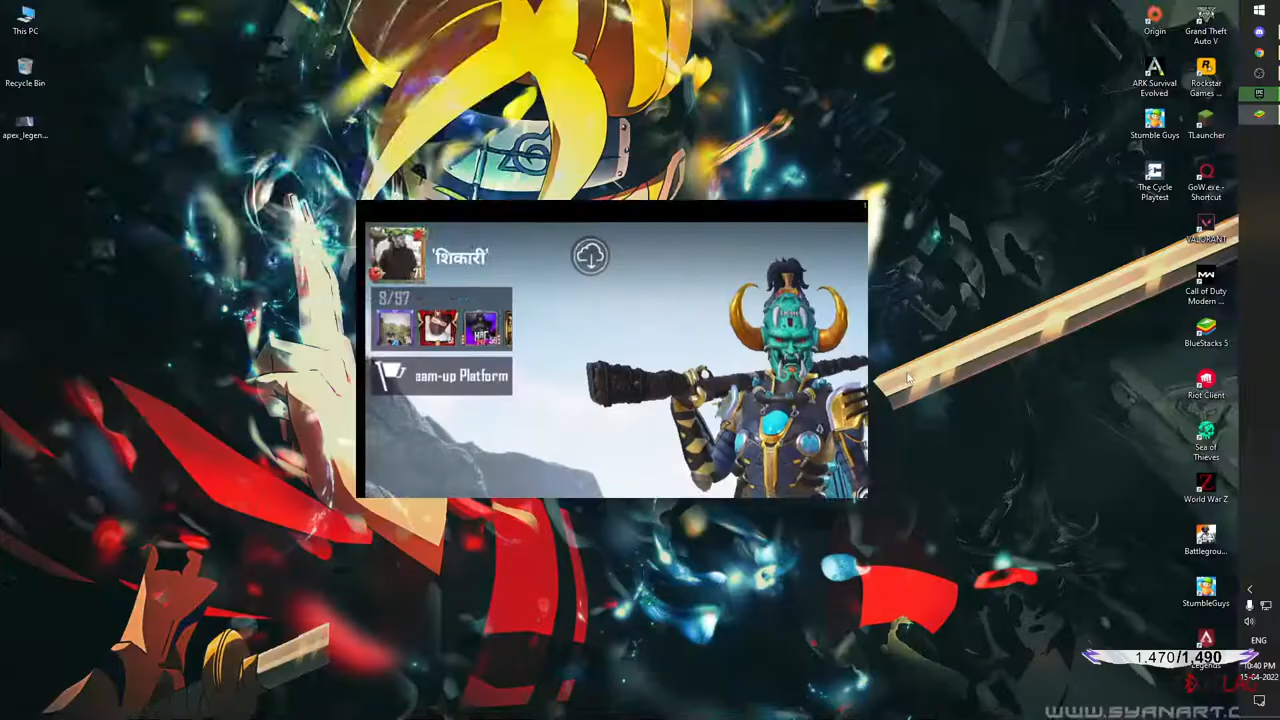 This PC
Recycle Bin
apex_legen...
'शिकारी'
71
9/97
eam-up Platform
Origin
Grand Theft
Auto V
ARK Survival
Evolved
Rockstar
Games ...
Stumble Guys
TLauncher
The Cycle
Playtest
GoW.exe -
Shortcut
VALORANT
Call of Duty
Modern ...
BlueStacks 5
Riot Client
Sea of
Thieves
World War Z
Battlegrou...
StumbleGuys
Legends
1.470/1.490
ENG
10:40 PM
15-04-2022
WWW.SYANART.C